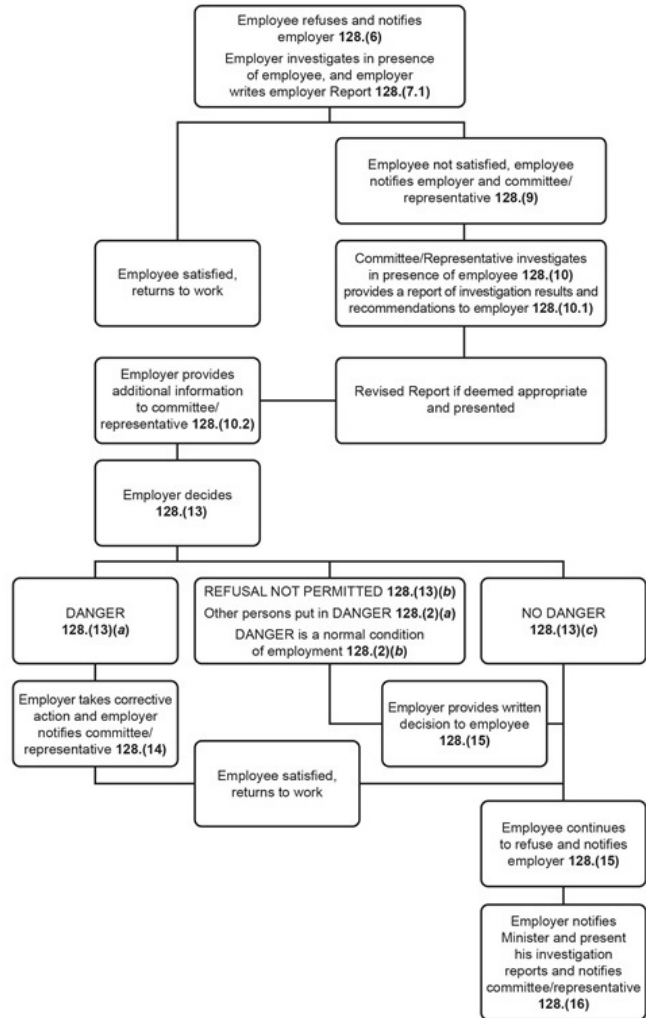 Employee refuses and notifies
employer 128.(6)
Employer investigates in presence
of employee, and employer
writes employer Report 128.(7.1)
Employee not satisfied, employee
notifies employer and committee/
representative 128.(9)
Employee satisfied,
returns to work
Committee/Representative investigates
in presence of employee 128.(10)
provides a report of investigation results and
recommendations to employer 128.(10.1)
Employer provides
additional information
to committee/
representative 128.(10.2)
Revised Report if deemed appropriate
and presented
Employer decides
128.(13)
DANGER
128.(13)(a)
REFUSAL NOT PERMITTED 128.(13)(b)
Other persons put in DANGER 128.(2)(a)
DANGER is a normal condition
of employment 128.(2)(b)
NO DANGER
128.(13)(c)
Employer takes corrective
action and employer
notifies committee/
representative 128.(14)
Employer provides written
decision to employee
128.(15)
Employee satisfied,
returns to work
Employee continues
to refuse and notifies
employer 128.(15)
Employer notifies
Minister and present
his investigation
reports and notifies
committee/representative
128.(16)